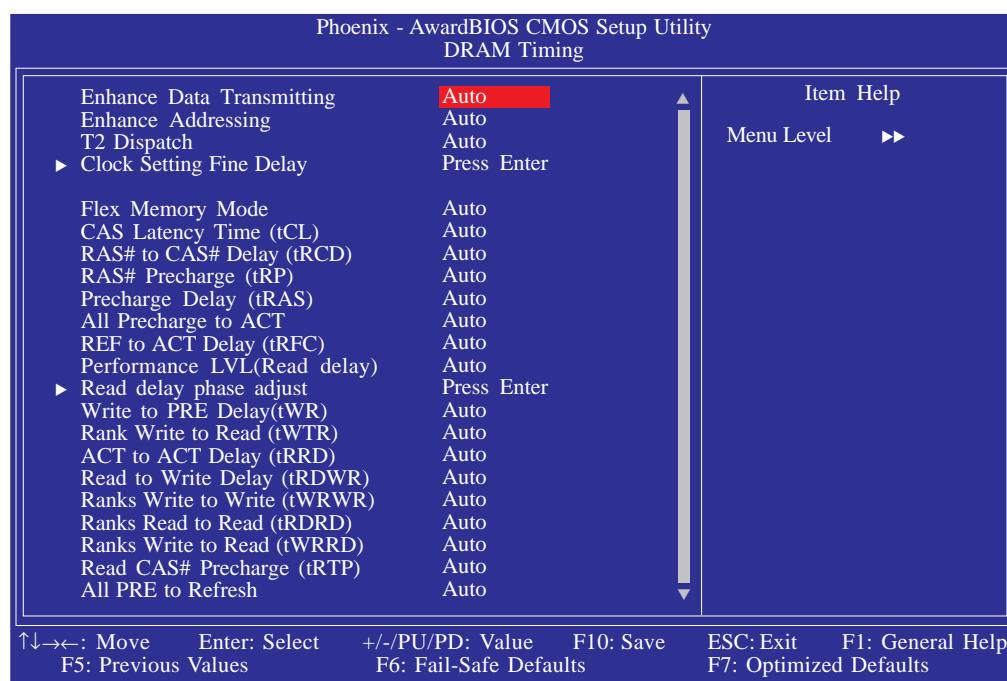 Phoenix - AwardBIOS CMOS Setup Utility
DRAM Timing
Enhance Data Transmitting Auto
Enhance Addressing Auto
T2 Dispatch Auto
▶ Clock Setting Fine Delay Press Enter
Flex Memory Mode Auto
CAS Latency Time (tCL) Auto
RAS# to CAS# Delay (tRCD) Auto
RAS# Precharge (tRP) Auto
Precharge Delay (tRAS) Auto
All Precharge to ACT Auto
REF to ACT Delay (tRFC) Auto
Performance LVL(Read delay) Auto
▶ Read delay phase adjust Press Enter
Write to PRE Delay(tWR) Auto
Rank Write to Read (tWTR) Auto
ACT to ACT Delay (tRRD) Auto
Read to Write Delay (tRDWR) Auto
Ranks Write to Write (tWRWR) Auto
Ranks Read to Read (tRDRD) Auto
Ranks Write to Read (tWRRD) Auto
Read CAS# Precharge (tRTP) Auto
All PRE to Refresh Auto
Item Help
Menu Level ▶▶
↑↓→←: Move Enter: Select +/-/PU/PD: Value F10: Save ESC: Exit F1: General Help
F5: Previous Values F6: Fail-Safe Defaults F7: Optimized Defaults